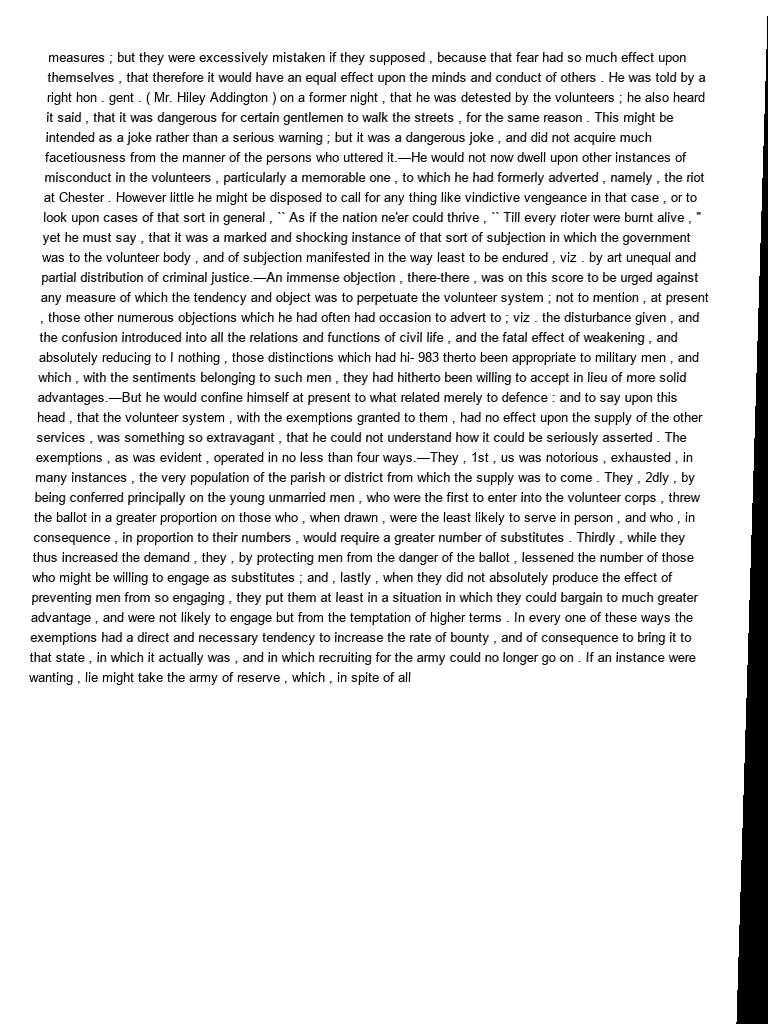 measures ; but they were excessively mistaken if they supposed , because that fear had so much effect upon
themselves , that therefore it would have an equal effect upon the minds and conduct of others . He was told by a
right hon . gent . ( Mr. Hiley Addington ) on a former night , that he was detested by the volunteers ; he also heard
it said , that it was dangerous for certain gentlemen to walk the streets , for the same reason . This might be
intended as a joke rather than a serious warning ; but it was a dangerous joke , and did not acquire much
facetiousness from the manner of the persons who uttered it.—He would not now dwell upon other instances of
misconduct in the volunteers , particularly a memorable one , to which he had formerly adverted , namely , the riot
at Chester . However little he might be disposed to call for any thing like vindictive vengeance in that case , or to
look upon cases of that sort in general , `` As if the nation ne'er could thrive , `` Till every rioter were burnt alive , "
yet he must say , that it was a marked and shocking instance of that sort of subjection in which the government
was to the volunteer body , and of subjection manifested in the way least to be endured , viz . by art unequal and
partial distribution of criminal justice.—An immense objection , there-there , was on this score to be urged against
any measure of which the tendency and object was to perpetuate the volunteer system ; not to mention , at present
, those other numerous objections which he had often had occasion to advert to ; viz . the disturbance given , and
the confusion introduced into all the relations and functions of civil life , and the fatal effect of weakening , and
absolutely reducing to I nothing , those distinctions which had hi- 983 therto been appropriate to military men , and
which , with the sentiments belonging to such men , they had hitherto been willing to accept in lieu of more solid
advantages.—But he would confine himself at present to what related merely to defence : and to say upon this
head , that the volunteer system , with the exemptions granted to them , had no effect upon the supply of the other
services , was something so extravagant , that he could not understand how it could be seriously asserted . The
exemptions , as was evident , operated in no less than four ways.—They , 1st , us was notorious , exhausted , in
many instances , the very population of the parish or district from which the supply was to come . They , 2dly , by
being conferred principally on the young unmarried men , who were the first to enter into the volunteer corps , threw
the ballot in a greater proportion on those who , when drawn , were the least likely to serve in person , and who , in
consequence , in proportion to their numbers , would require a greater number of substitutes . Thirdly , while they
thus increased the demand , they , by protecting men from the danger of the ballot , lessened the number of those
who might be willing to engage as substitutes ; and , lastly , when they did not absolutely produce the effect of
preventing men from so engaging , they put them at least in a situation in which they could bargain to much greater
advantage , and were not likely to engage but from the temptation of higher terms . In every one of these ways the
exemptions had a direct and necessary tendency to increase the rate of bounty , and of consequence to bring it to
that state , in which it actually was , and in which recruiting for the army could no longer go on . If an instance were
wanting , lie might take the army of reserve , which , in spite of all